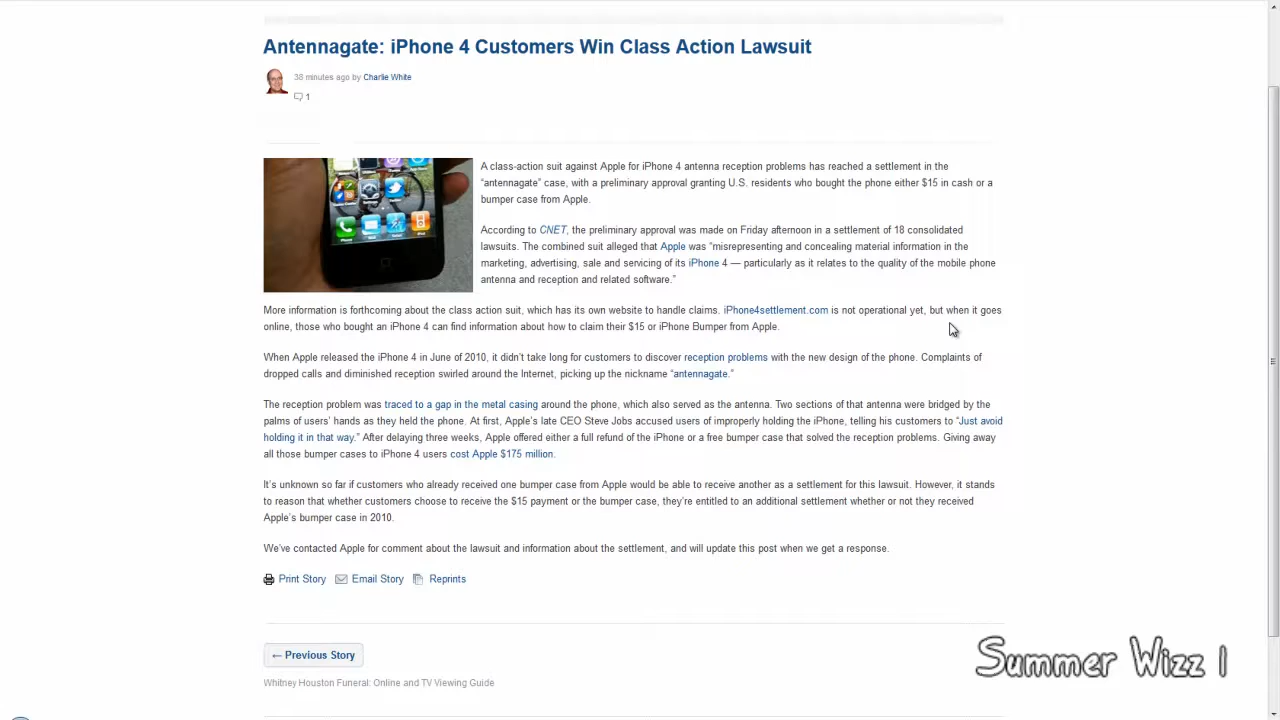 Antennagate: iPhone 4 Customers Win Class Action Lawsuit
38 minutes ago by Charlie White
1
A class-action suit against Apple for iPhone 4 antenna reception problems has reached a settlement in the
“antennagate” case, with a preliminary approval granting U.S. residents who bought the phone either $15 in cash or a
bumper case from Apple.
According to CNET, the preliminary approval was made on Friday afternoon in a settlement of 18 consolidated
lawsuits. The combined suit alleged that Apple was “misrepresenting and concealing material information in the
marketing, advertising, sale and servicing of its iPhone 4 — particularly as it relates to the quality of the mobile phone
antenna and reception and related software.”
More information is forthcoming about the class action suit, which has its own website to handle claims. iPhone4settlement.com is not operational yet, but when it goes
online, those who bought an iPhone 4 can find information about how to claim their $15 or iPhone Bumper from Apple.
When Apple released the iPhone 4 in June of 2010, it didn’t take long for customers to discover reception problems with the new design of the phone. Complaints of
dropped calls and diminished reception swirled around the Internet, picking up the nickname “antennagate.”
The reception problem was traced to a gap in the metal casing around the phone, which also served as the antenna. Two sections of that antenna were bridged by the
palms of users’ hands as they held the phone. At first, Apple’s late CEO Steve Jobs accused users of improperly holding the iPhone, telling his customers to “Just avoid
holding it in that way.” After delaying three weeks, Apple offered either a full refund of the iPhone or a free bumper case that solved the reception problems. Giving away
all those bumper cases to iPhone 4 users cost Apple $175 million.
It’s unknown so far if customers who already received one bumper case from Apple would be able to receive another as a settlement for this lawsuit. However, it stands
to reason that whether customers choose to receive the $15 payment or the bumper case, they’re entitled to an additional settlement whether or not they received
Apple’s bumper case in 2010.
We’ve contacted Apple for comment about the lawsuit and information about the settlement, and will update this post when we get a response.
Print Story Email Story Reprints
← Previous Story
Whitney Houston Funeral: Online and TV Viewing Guide
Summer Wizz 1